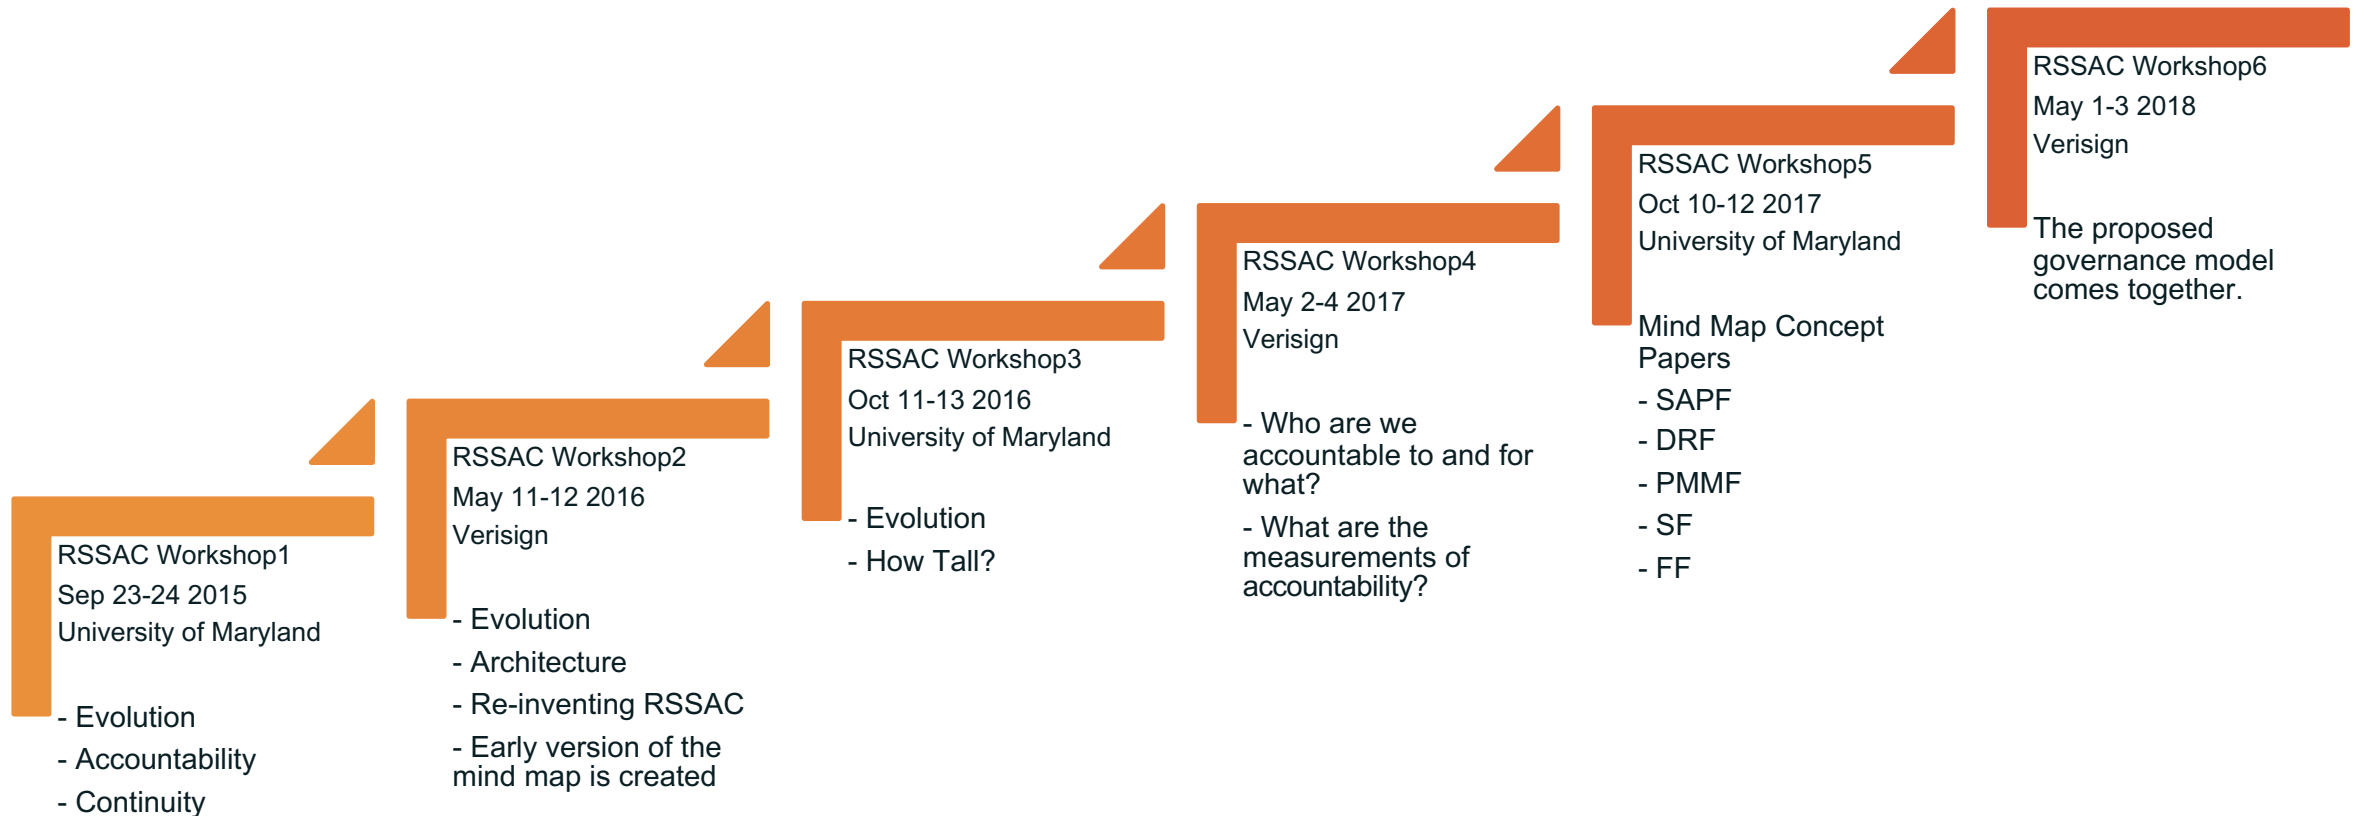 RSSAC Workshop1
Sep 23-24 2015
University of Maryland
- Evolution
- Accountability
- Continuity
RSSAC Workshop2
May 11-12 2016
Verisign
- Evolution
- Architecture
- Re-inventing RSSAC
- Early version of the
mind map is created
RSSAC Workshop3
Oct 11-13 2016
University of Maryland
- Evolution
- How Tall?
RSSAC Workshop4
May 2-4 2017
Verisign
- Who are we
accountable to and for
what?
- What are the
measurements of
accountability?
RSSAC Workshop5
Oct 10-12 2017
University of Maryland
Mind Map Concept
Papers
- SAPF
- DRF
- PMMF
- SF
- FF
RSSAC Workshop6
May 1-3 2018
Verisign
The proposed
governance model
comes together.